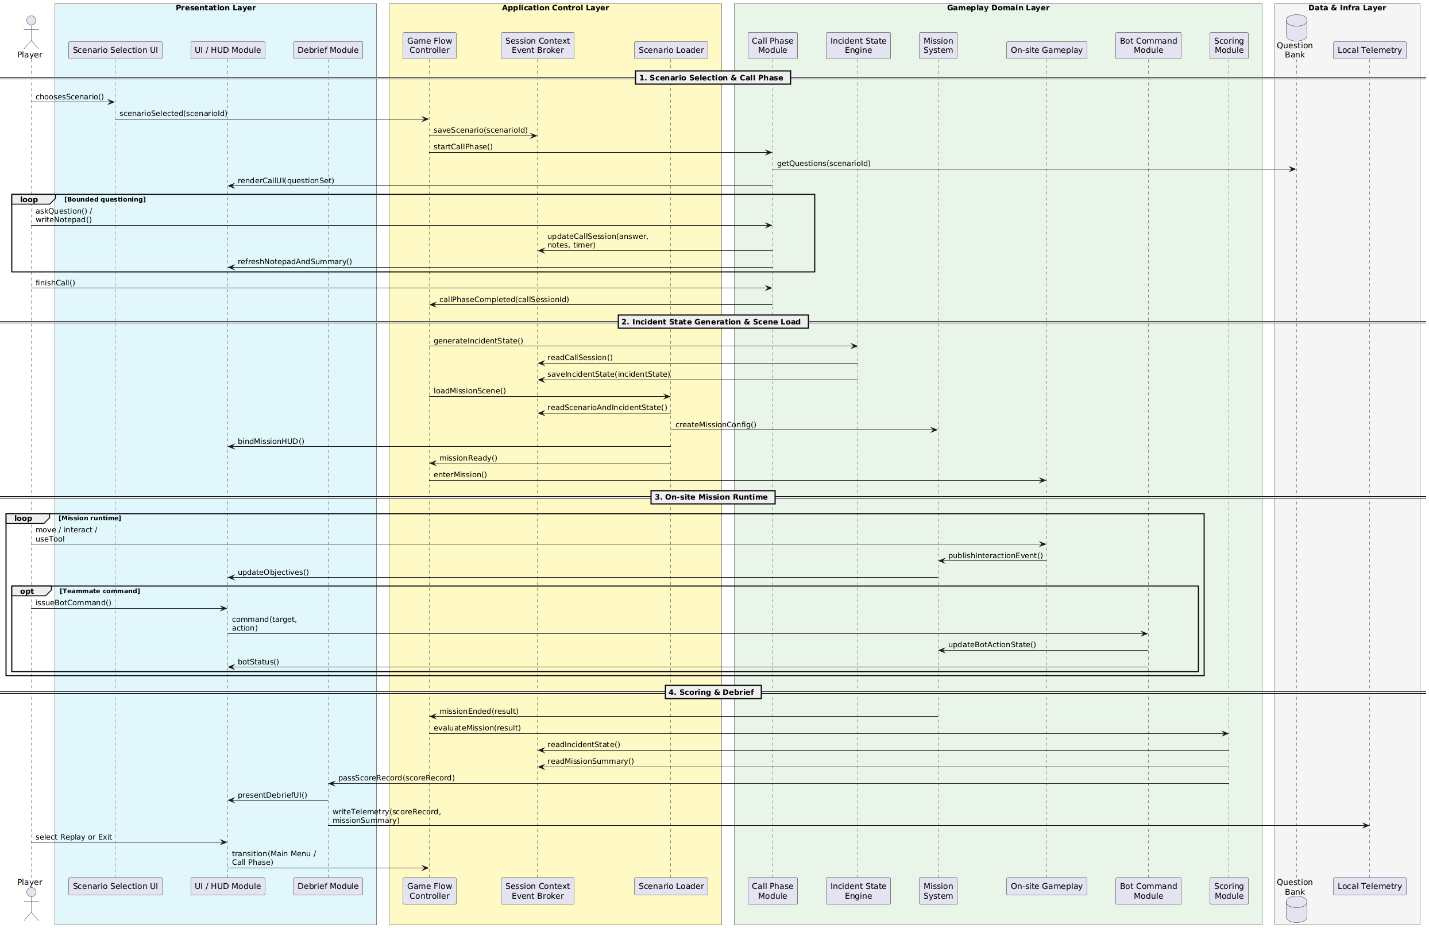 Presentation Layer
Application Control Layer
Gameplay Domain Layer
Data & Infra Layer
Player
Scenario Selection UI
UI / HUD Module
Debrief Module
Game Flow
Controller
Session Context
Event Broker
Scenario Loader
Call Phase
Module
Incident State
Engine
Mission
System
On-site Gameplay
Bot Command
Module
Scoring
Module
Question
Bank
Local Telemetry
1. Scenario Selection & Call Phase
choosesScenario()
scenarioSelected(scenarioId)
saveScenario(scenarioId)
startCallPhase()
getQuestions(scenarioId)
renderCallUI(questionSet)
loop [Bounded questioning]
askQuestion() /
writeNotepad()
updateCallSession(answer,
notes, timer)
refreshNotepadAndSummary()
finishCall()
callPhaseCompleted(callSessionId)
2. Incident State Generation & Scene Load
generateIncidentState()
readCallSession()
saveIncidentState(incidentState)
loadMissionScene()
readScenarioAndIncidentState()
createMissionConfig()
bindMissionHUD()
missionReady()
enterMission()
3. On-site Mission Runtime
loop [Mission runtime]
move / interact /
useTool
publishInteractionEvent()
updateObjectives()
opt [Teammate command]
issueBotCommand()
command(target,
action)
updateBotActionState()
botStatus()
4. Scoring & Debrief
missionEnded(result)
evaluateMission(result)
readIncidentState()
readMissionSummary()
passScoreRecord(scoreRecord)
presentDebriefUI()
writeTelemetry(scoreRecord,
missionSummary)
select Replay or Exit
transition(Main Menu /
Call Phase)
Player
Scenario Selection UI
UI / HUD Module
Debrief Module
Game Flow
Controller
Session Context
Event Broker
Scenario Loader
Call Phase
Module
Incident State
Engine
Mission
System
On-site Gameplay
Bot Command
Module
Scoring
Module
Question
Bank
Local Telemetry